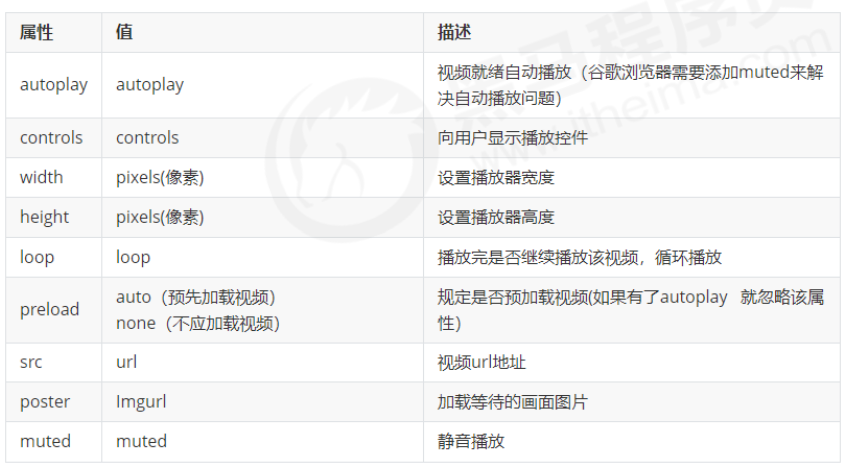 属性 值 描述
autoplay autoplay 视频就绪自动播放（谷歌浏览器需要添加muted来解
决自动播放问题）
controls controls 向用户显示播放控件
width pixels(像素) 设置播放器宽度
height pixels(像素) 设置播放器高度
loop loop 播放完是否继续播放该视频，循环播放
preload auto（预先加载视频） 规定是否预加载视频(如果有了autoplay 就忽略该属
none（不应加载视频） 性）
src url 视频url地址
poster Imgurl 加载等待的画面图片
muted muted 静音播放
黑马程序员
www.itheima.com